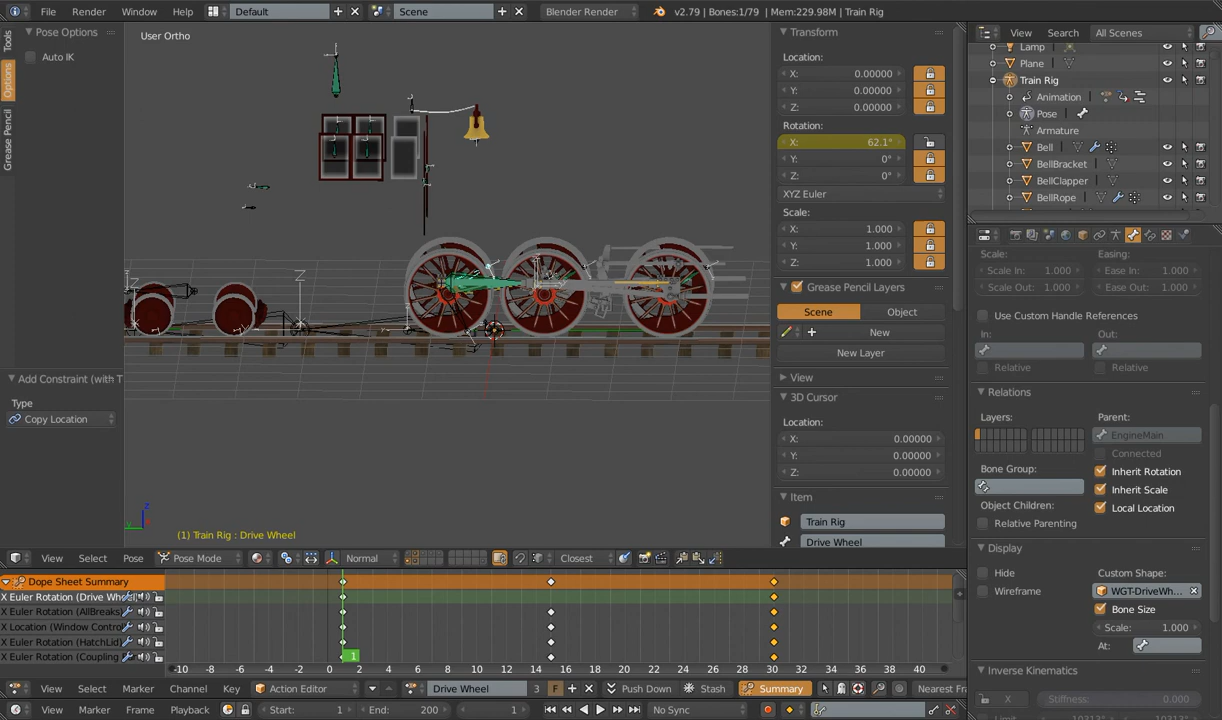 File Render Window Help Default Scene Blender Render v2.79 | Bones:1/79 | Mem:229.98M | Train Rig
Tools
Options
Grease Pencil
Pose Options
Auto IK
Add Constraint (with T
Type
Copy Location
User Ortho
Z
Z
z
y
(1) Train Rig : Drive Wheel
Transform
Location:
X: 0.00000
Y: 0.00000
Z: 0.00000
Rotation:
X: 62.1°
Y: 0°
Z: 0°
XYZ Euler
Scale:
X: 1.000
Y: 1.000
Z: 1.000
Grease Pencil Layers
Scene Object
New
New Layer
View
3D Cursor
Location:
X: 0.00000
Y: 0.00000
Z: 0.00000
Item
Train Rig
Drive Wheel
View Search All Scenes
Lamp
Plane
Train Rig
Animation
Pose
Armature
Bell
BellBracket
BellClapper
BellRope
Scale: Easing:
Scale In: 1.000 Ease In: 1.000
Scale Out: 1.000 Ease Out: 1.000
Use Custom Handle References
In: Out:
Relative Relative
Relations
Layers: Parent:
EngineMain
Connected
Bone Group: Inherit Rotation
Inherit Scale
Object Children: Local Location
Relative Parenting
Display
Hide Custom Shape:
Wireframe WGT-DriveWh...
Bone Size
Scale: 1.000
At:
Inverse Kinematics
X Stiffness: 0.000
View Select Pose Pose Mode Normal Closest
Dope Sheet Summary
X Euler Rotation (Drive Wheel)
X Euler Rotation (AllBreaks)
X Location (Window Control
X Euler Rotation (HatchLid)
X Euler Rotation (Coupling
1
-10 -8 -6 -4 -2 0 2 4 6 8 10 12 14 16 18 20 22 24 26 28 30 32 34 36 38 40
View Select Marker Channel Key Action Editor Drive Wheel 3 F Push Down Stash Summary Nearest Fr
View Marker Frame Playback Start: 1 End: 200 1 No Sync